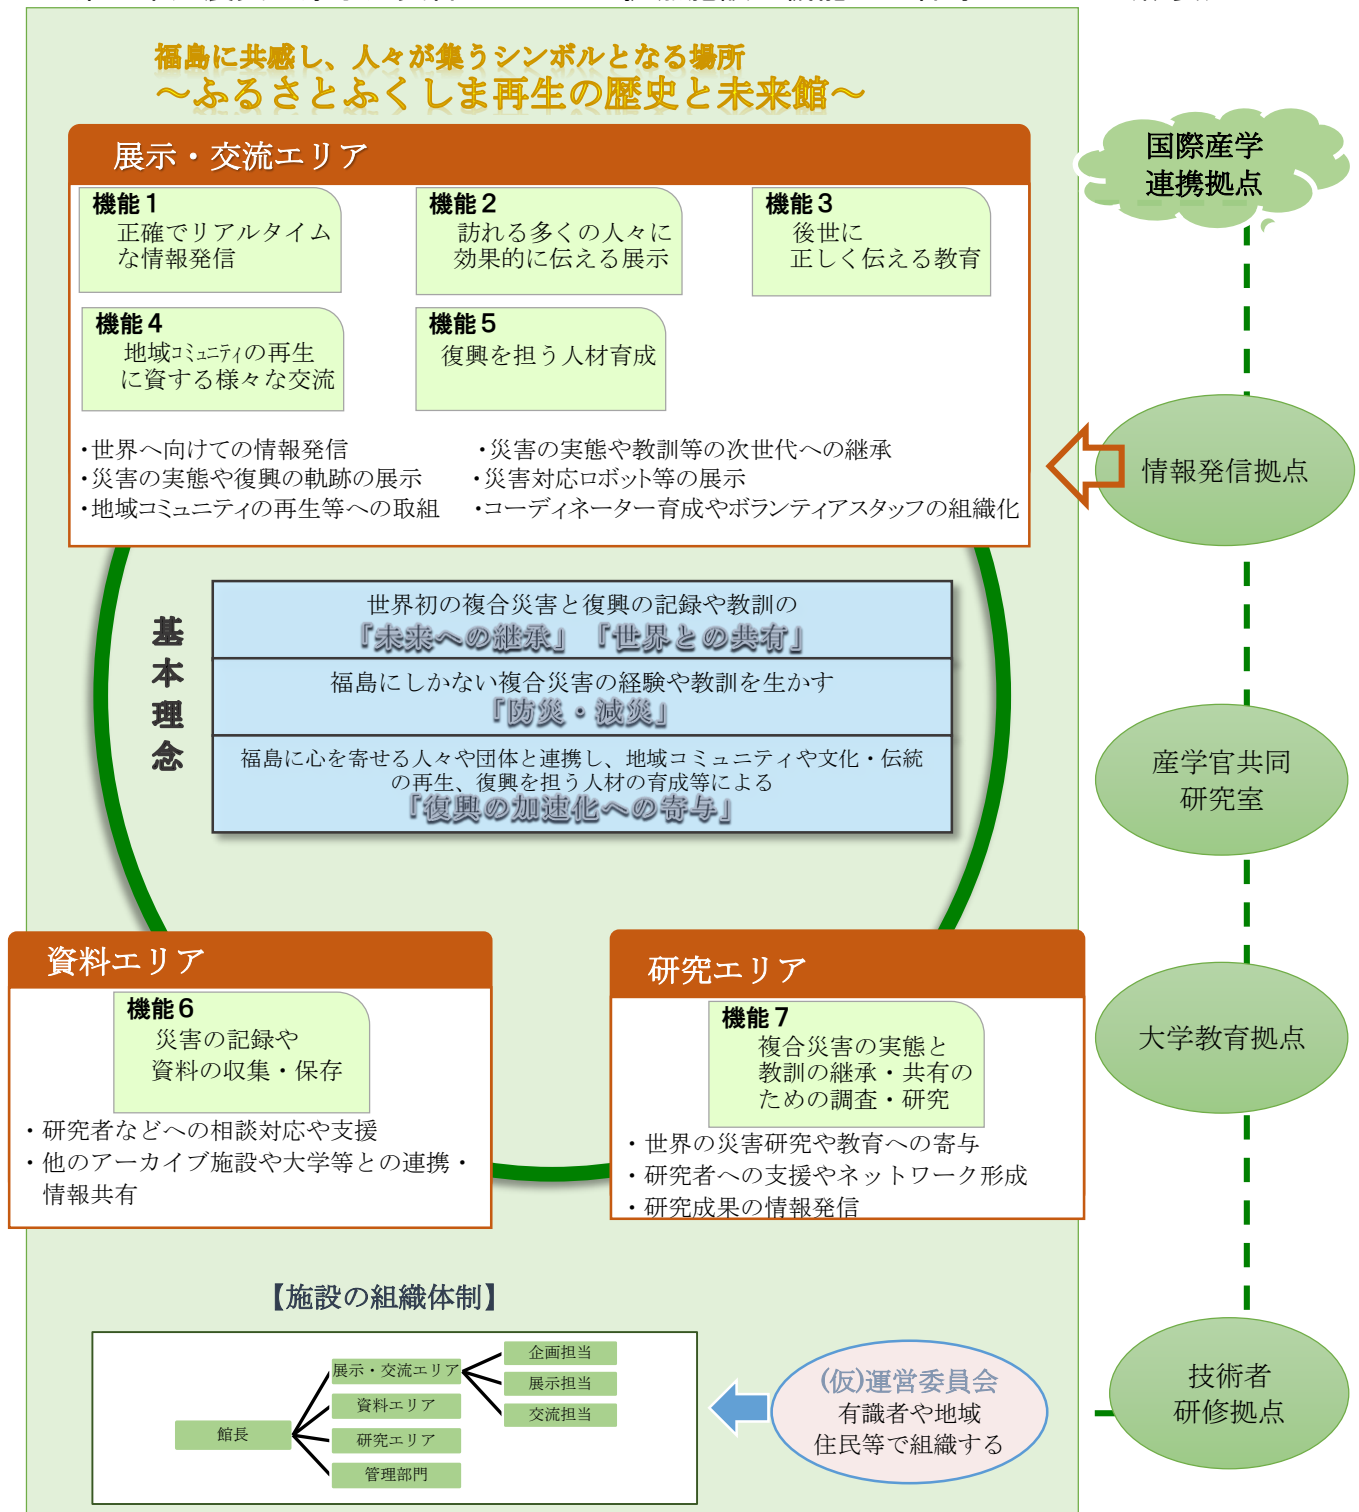 福島に共感し、人々が集うシンボルとなる場所
～ふるさとふくしま再生の歴史と未来館～
展示・交流エリア
機能１
正確でリアルタイム
な情報発信
機能２
訪れる多くの人々に
効果的に伝える展示
機能３
後世に
正しく伝える教育
機能４
地域ｺﾐｭﾆﾃｨの再生
に資する様々な交流
機能５
復興を担う人材育成
・世界へ向けての情報発信
・災害の実態や復興の軌跡の展示
・地域コミュニティの再生等への取組
・災害の実態や教訓等の次世代への継承
・災害対応ロボット等の展示
・コーディネーター育成やボランティアスタッフの組織化
基本理念
世界初の複合災害と復興の記録や教訓の
『未来への継承』『世界との共有』
福島にしかない複合災害の経験や教訓を生かす
『防災・減災』
福島に心を寄せる人々や団体と連携し、地域コミュニティや文化・伝統
の再生、復興を担う人材の育成等による
『復興の加速化への寄与』
資料エリア
機能６
災害の記録や
資料の収集・保存
・研究者などへの相談対応や支援
・他のアーカイブ施設や大学等との連携・
情報共有
研究エリア
機能７
複合災害の実態と
教訓の継承・共有の
ための調査・研究
・世界の災害研究や教育への寄与
・研究者への支援やネットワーク形成
・研究成果の情報発信
【施設の組織体制】
館長
展示・交流エリア
資料エリア
研究エリア
管理部門
企画担当
展示担当
交流担当
(仮)運営委員会
有識者や地域
住民等で組織する
国際産学
連携拠点
情報発信拠点
産学官共同
研究室
大学教育拠点
技術者
研修拠点